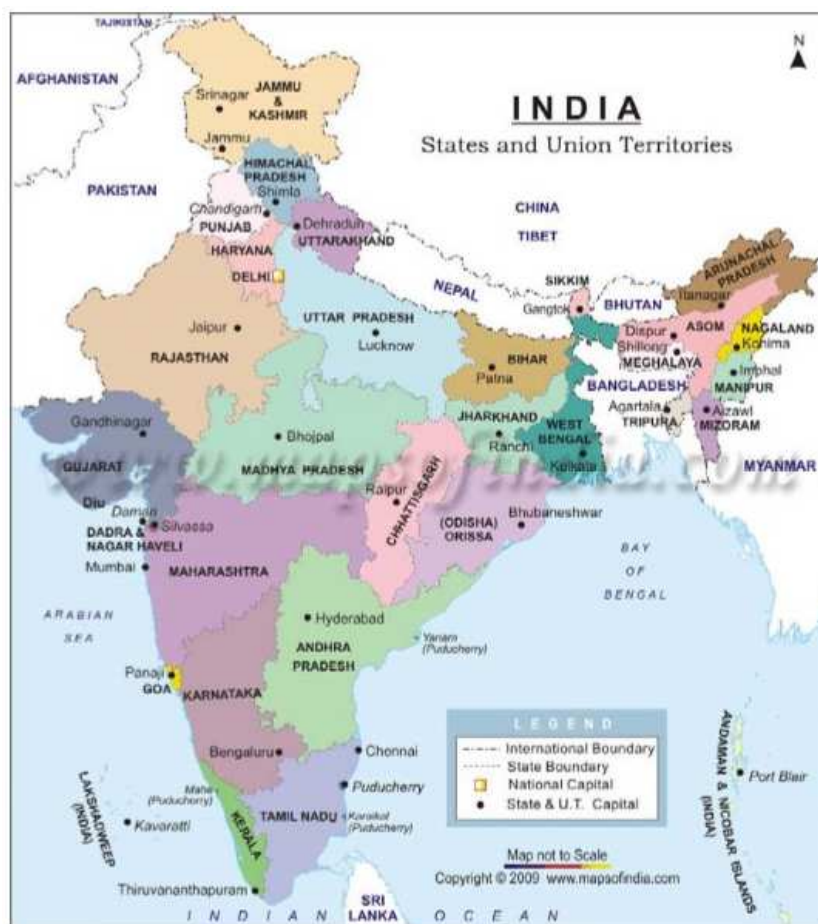 TAJIKISTAN
AFGHANISTAN
N
INDIA
States and Union Territories
JAMMU
&
KASHMIR
Srinagar
Jammu
HIMACHAL
PRADESH
Shimla
PAKISTAN
Chandigarh
PUNJAB
Dehradun
UTTARAKHAND
CHINA
TIBET
HARYANA
DELHI
NEPAL
SIKKIM
Gangtok
BHUTAN
ARUNACHAL
PRADESH
Itanagar
UTTAR PRADESH
Lucknow
Jaipur
RAJASTHAN
BIHAR
Patna
Dispur
ASOM
NAGALAND
Kohima
Shillong
MEGHALAYA
Imphal
MANIPUR
BANGLADESH
Agartala
TRIPURA
Aizawl
MIZORAM
MYANMAR
Gandhinagar
GUJARAT
Bhojpal
MADHYA PRADESH
JHARKHAND
Ranchi
WEST
BENGAL
Kolkata
www.mapsofindia.com
Diu
Daman
Silvassa
DADRA &
NAGAR HAVELI
Mumbai
MAHARASHTRA
Raipur
CHHATTISGARH
(ODISHA)
ORISSA
Bhubaneshwar
BAY
OF
BENGAL
ARABIAN
SEA
Hyderabad
ANDHRA
PRADESH
Yanam
(Puducherry)
Panaji
GOA
KARNATAKA
Bengaluru
Chennai
Mahe
(Puducherry)
Puducherry
TAMIL NADU
Karaikal
(Puducherry)
KERALA
LAKSHADWEEP
(INDIA)
Kavaratti
Thiruvananthapuram
SRI
LANKA
INDIAN OCEAN
LEGEND
International Boundary
State Boundary
National Capital
State & U.T. Capital
Map not to Scale
Copyright © 2009 www.mapsofindia.com
ANDAMAN & NICOBAR ISLANDS
(INDIA)
Port Blair